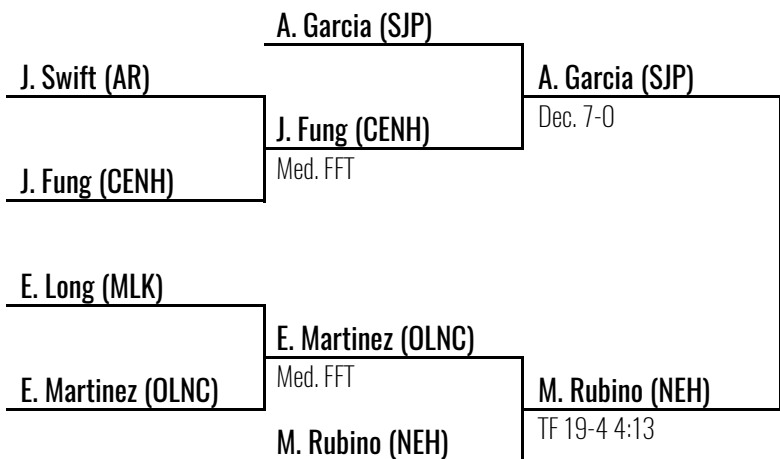 A. Garcia (SJP)
J. Swift (AR)
A. Garcia (SJP)
Dec. 7-0
J. Fung (CENH)
Med. FFT
J. Fung (CENH)
E. Long (MLK)
E. Martinez (OLNC)
Med. FFT
E. Martinez (OLNC)
M. Rubino (NEH)
TF 19-4 4:13
M. Rubino (NEH)